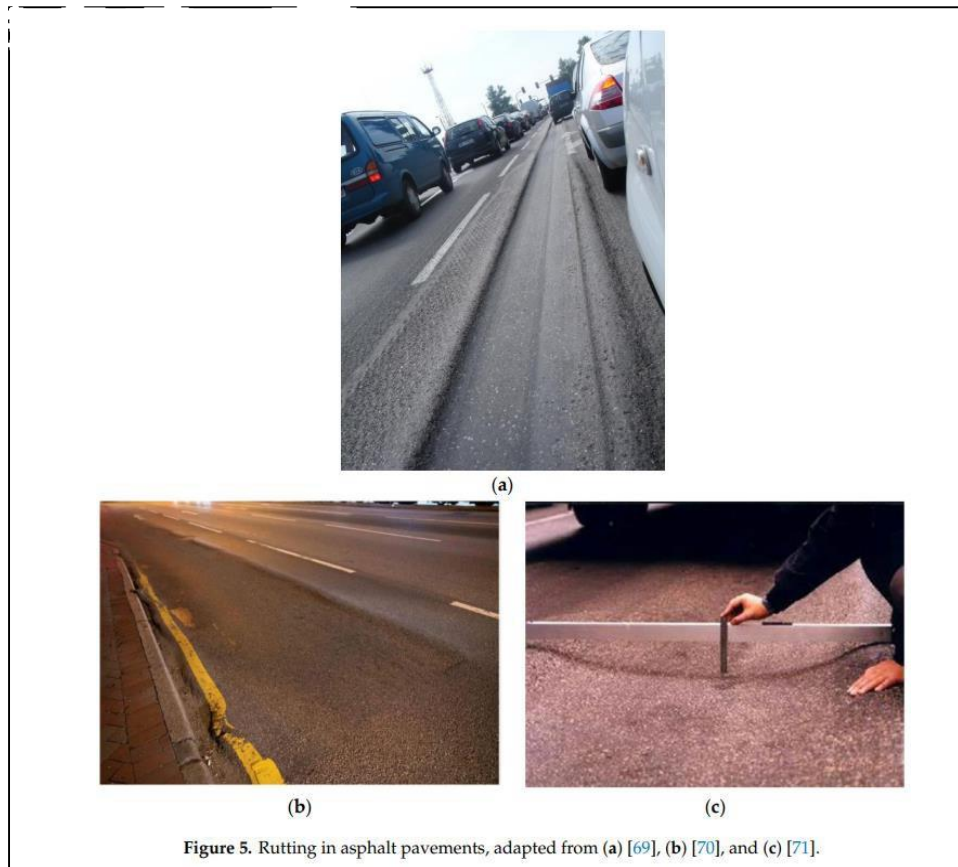 (a)
(b) (c)
Figure 5. Rutting in asphalt pavements, adapted from (a) [69], (b) [70], and (c) [71].